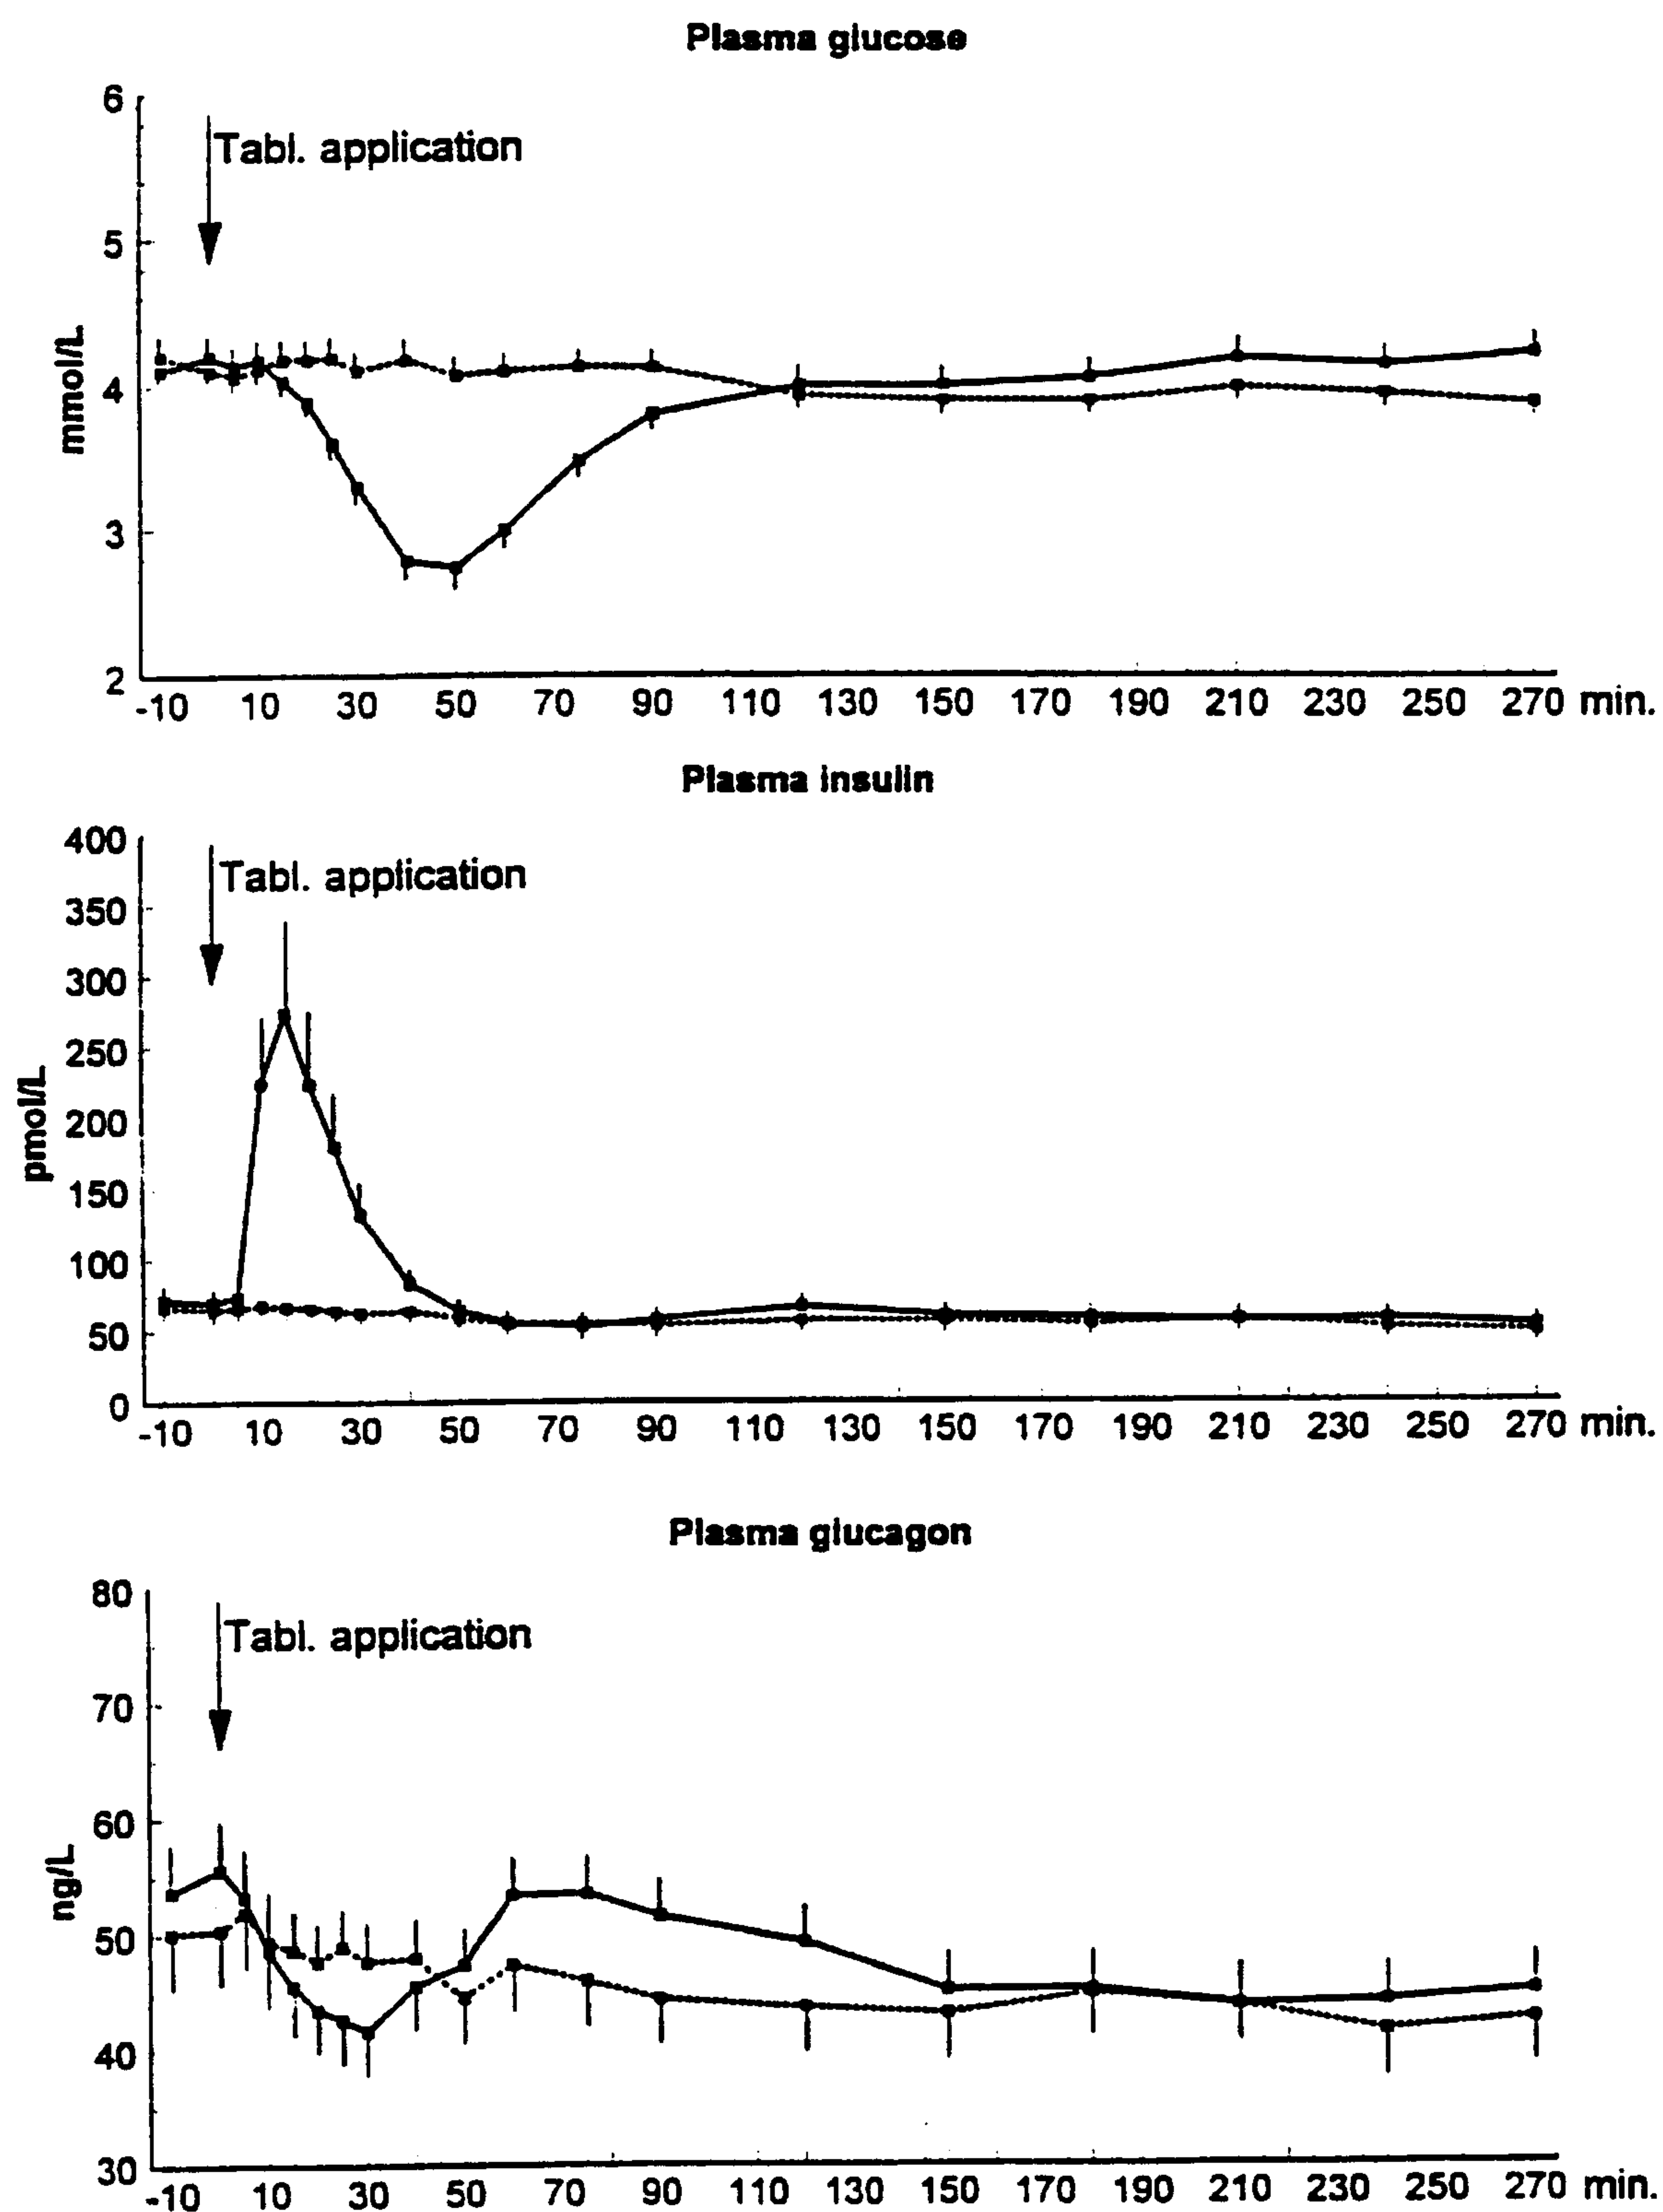 Plasma glucose
6
Tabl. application
5
mmol/L
4
3
2
-10 10 30 50 70 90 110 130 150 170 190 210 230 250 270 min.
Plasma insulin
400
Tabl. application
350
300
250
pmol/L
200
150
100
50
0
-10 10 30 50 70 90 110 130 150 170 190 210 230 250 270 min.
Plasma glucagon
80
Tabl. application
70
60
ng/L
50
40
30
-10 10 30 50 70 90 110 130 150 170 190 210 230 250 270 min.